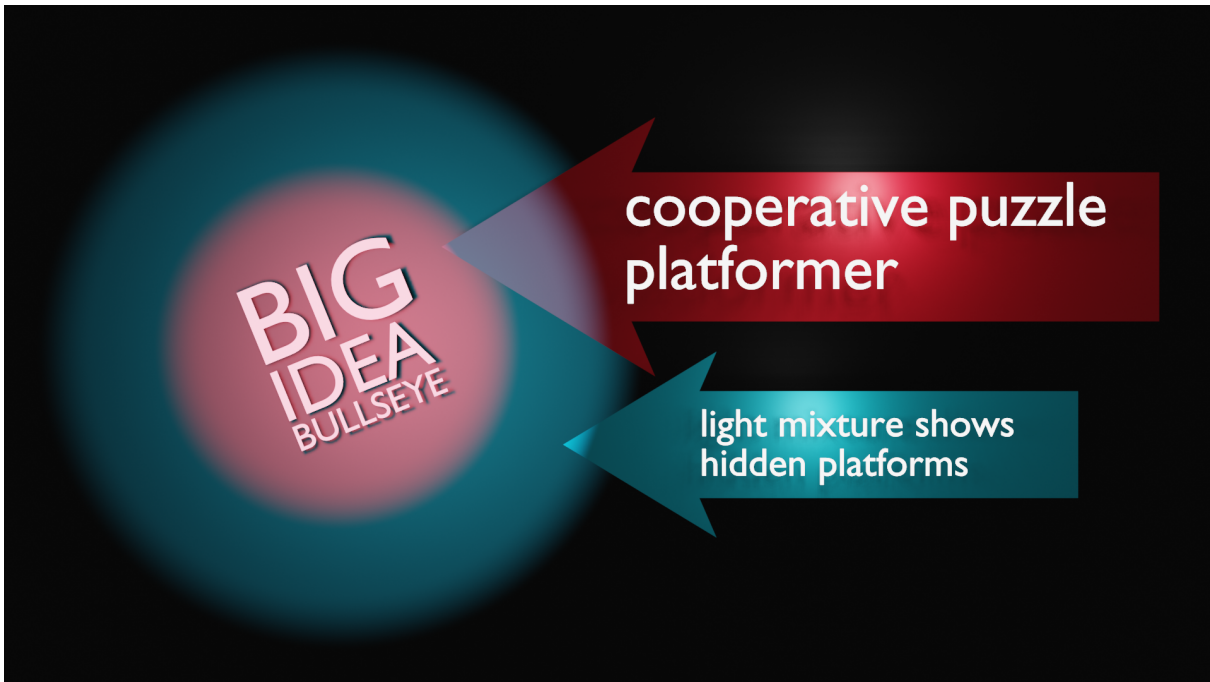 BIG
IDEA
BULLSEYE
cooperative puzzle
platformer
light mixture shows
hidden platforms